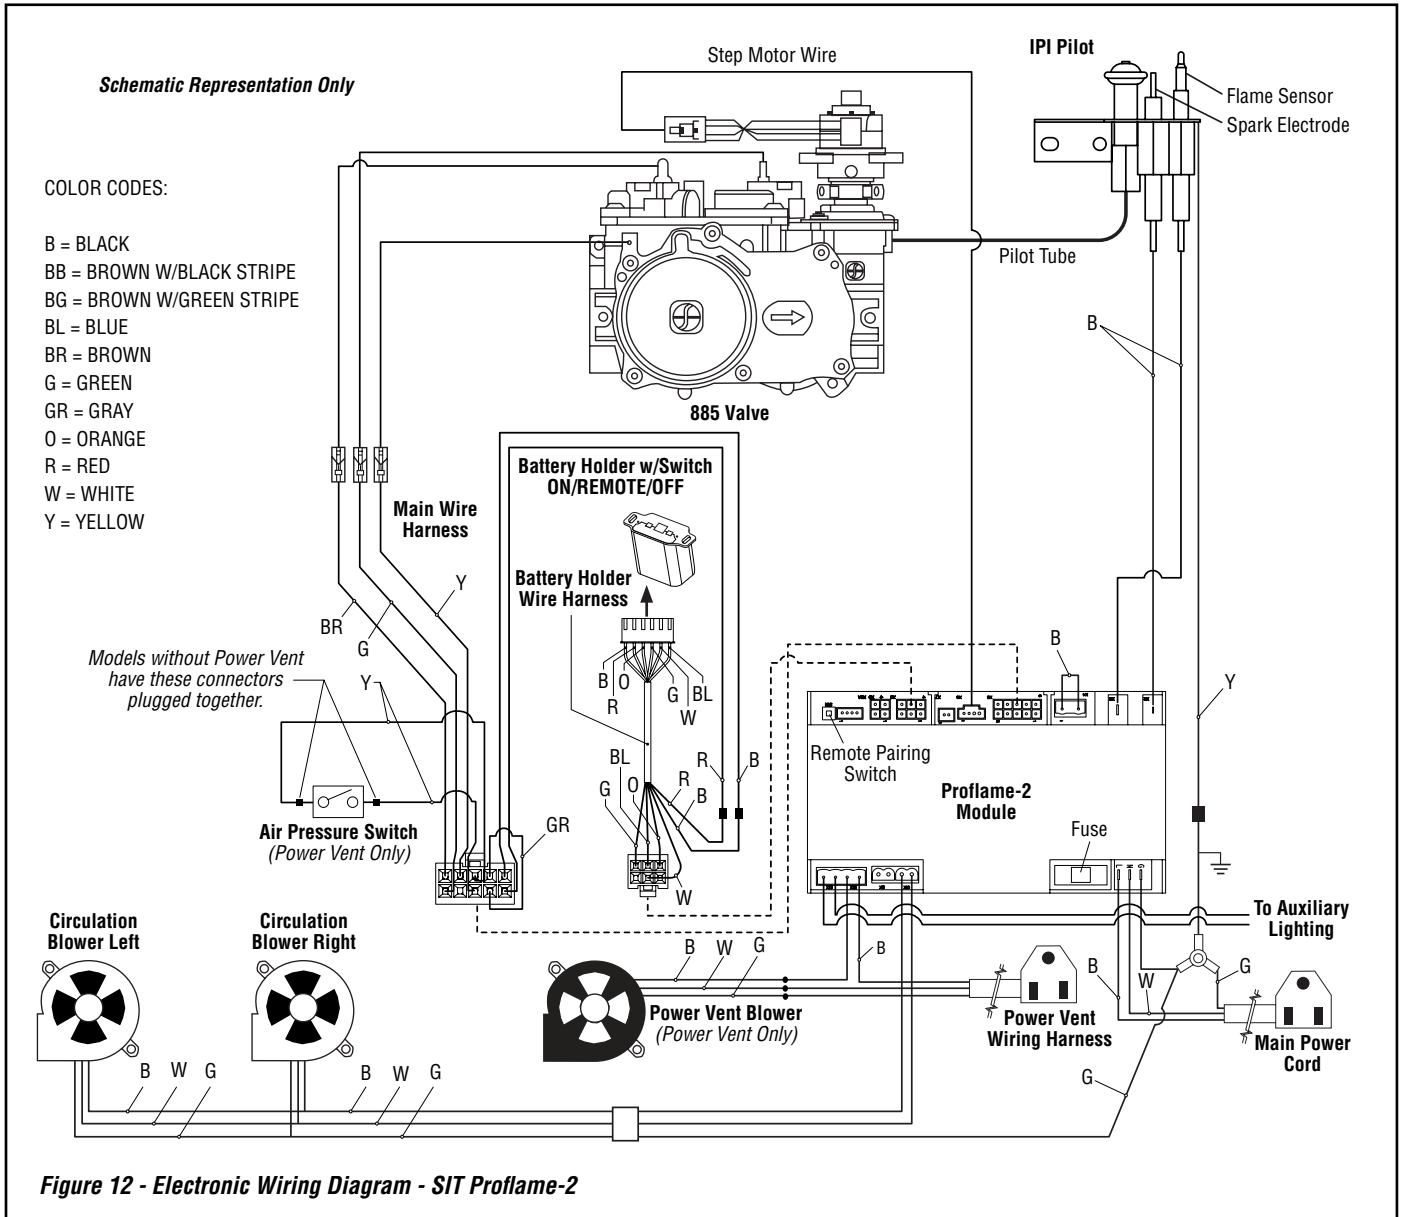 Step Motor Wire
IPI Pilot
Schematic Representation Only
Flame Sensor
Spark Electrode
COLOR CODES:
B = BLACK
BB = BROWN W/BLACK STRIPE
BG = BROWN W/GREEN STRIPE
BL = BLUE
BR = BROWN
G = GREEN
GR = GRAY
O = ORANGE
R = RED
W = WHITE
Y = YELLOW
Pilot Tube
B
885 Valve
Battery Holder w/Switch
ON/REMOTE/OFF
Main Wire
Harness
Battery Holder
Wire Harness
Y
BR
G
Models without Power Vent
have these connectors
plugged together.
Y
B
R
O
G
W
BL
B
Y
Remote Pairing
Switch
Proflame-2
Module
Fuse
L
N
G
BL
G
O
R
B
R
B
W
Air Pressure Switch
(Power Vent Only)
GR
To Auxiliary
Lighting
Circulation
Blower Left
Circulation
Blower Right
B
W
G
B
Power Vent Blower
(Power Vent Only)
Power Vent
Wiring Harness
B
W
G
Main Power
Cord
B
W
G
B
W
G
G
Figure 12 - Electronic Wiring Diagram - SIT Proflame-2